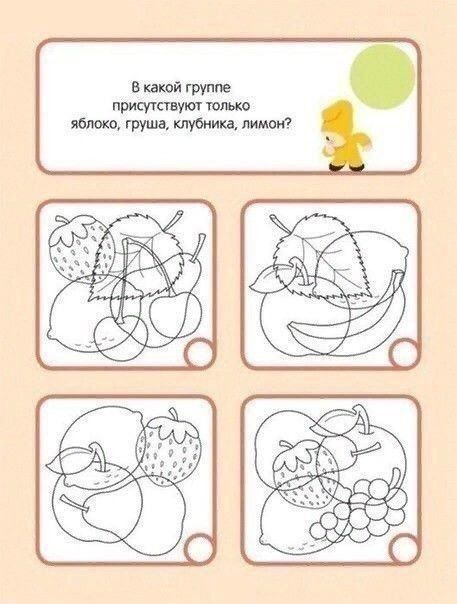 В какой группе
присутствуют только
яблоко, груша, клубника, лимон?